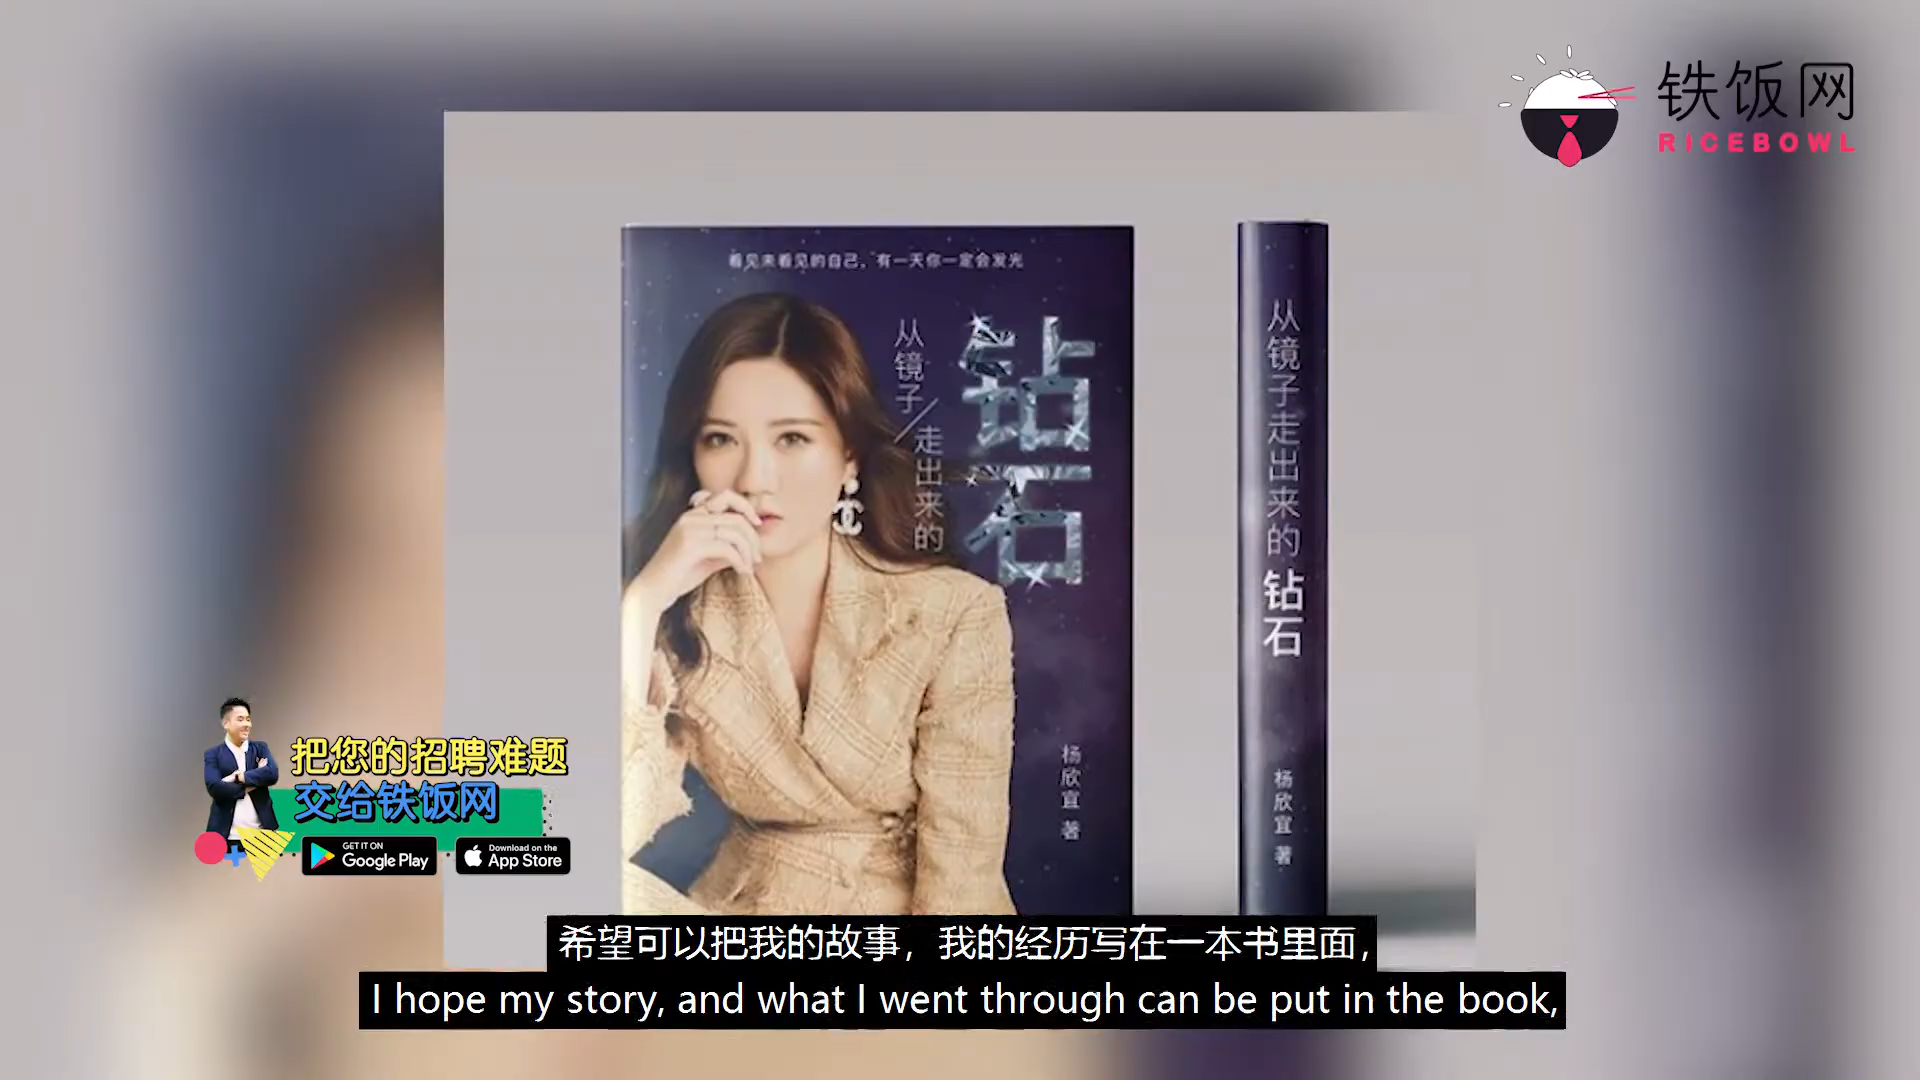 铁饭网
RICEBOWL
看见未看见的自己，有一天你一定会发光
从镜子/走出来的
钻石
杨欣宜 著
从镜子走出来的钻石
杨欣宜 著
把您的招聘难题
交给铁饭网
GET IT ON
Google Play
Download on the
App Store
希望可以把我的故事，我的经历写在一本书里面，
I hope my story, and what I went through can be put in the book,